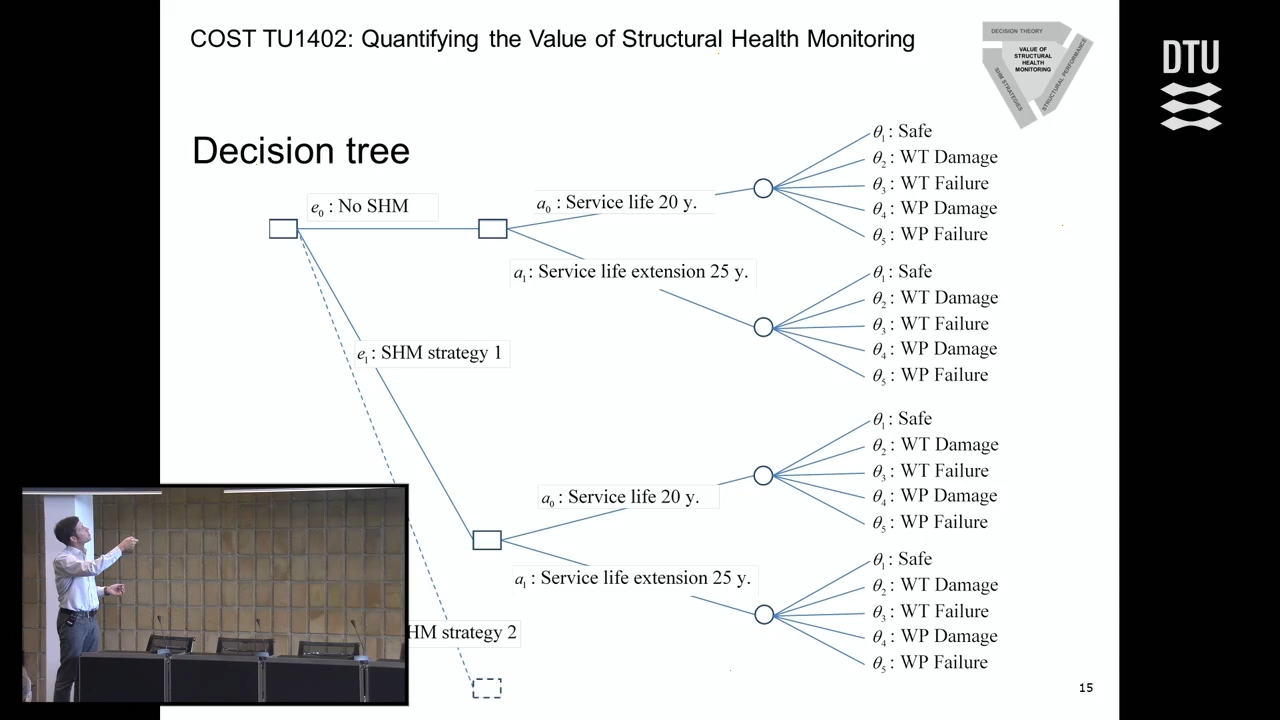 COST TU1402: Quantifying the Value of Structural Health Monitoring
DECISION THEORY
VALUE OF
STRUCTURAL
HEALTH
MONITORING
SHM STRATEGIES
STRUCTURAL PERFORMANCE
DTU
Decision tree
e₀ : No SHM
a₀ : Service life 20 y.
θ₁ : Safe
θ₂ : WT Damage
θ₃ : WT Failure
θ₄ : WP Damage
θ₅ : WP Failure
a₁ : Service life extension 25 y.
θ₁ : Safe
θ₂ : WT Damage
θ₃ : WT Failure
θ₄ : WP Damage
θ₅ : WP Failure
e₁ : SHM strategy 1
a₀ : Service life 20 y.
θ₁ : Safe
θ₂ : WT Damage
θ₃ : WT Failure
θ₄ : WP Damage
θ₅ : WP Failure
a₁ : Service life extension 25 y.
θ₁ : Safe
θ₂ : WT Damage
θ₃ : WT Failure
θ₄ : WP Damage
θ₅ : WP Failure
HM strategy 2
15